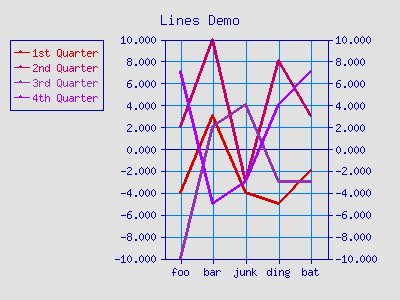 Lines Demo
1st Quarter
2nd Quarter
3rd Quarter
4th Quarter
10.000 10.000
8.000 8.000
6.000 6.000
4.000 4.000
2.000 2.000
0.000 0.000
-2.000 -2.000
-4.000 -4.000
-6.000 -6.000
-8.000 -8.000
-10.000 -10.000
foo bar junk ding bat